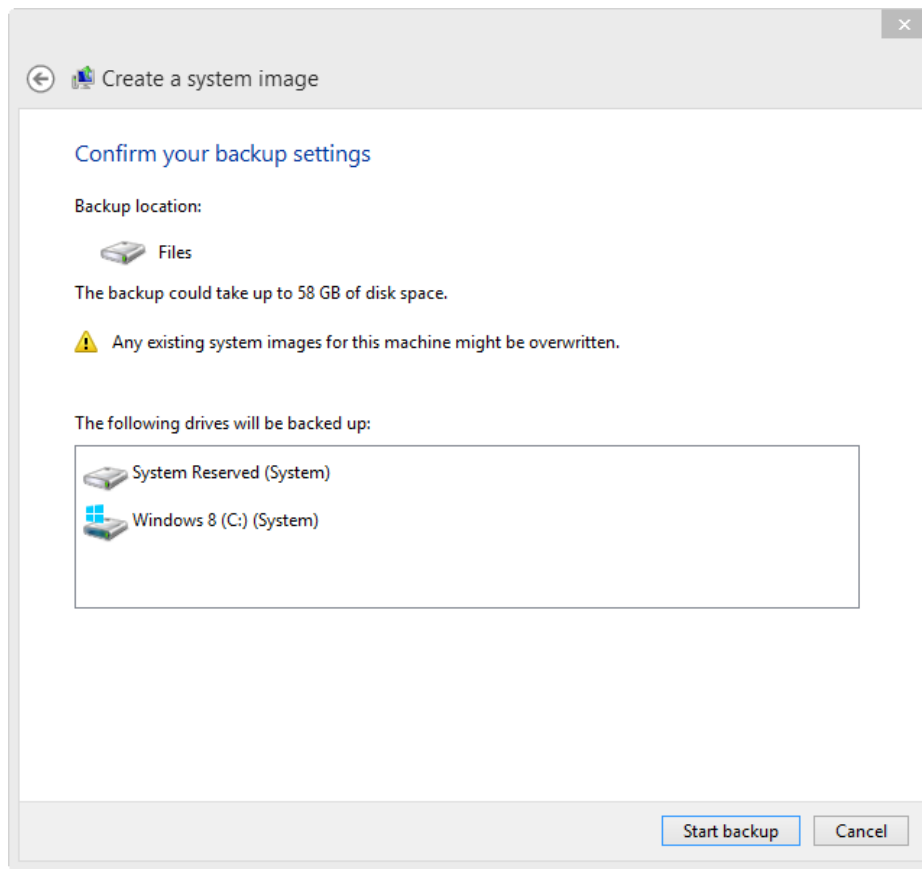 Create a system image
Confirm your backup settings
Backup location:
Files
The backup could take up to 58 GB of disk space.
Any existing system images for this machine might be overwritten.
The following drives will be backed up:
System Reserved (System)
Windows 8 (C:) (System)
Start backup Cancel